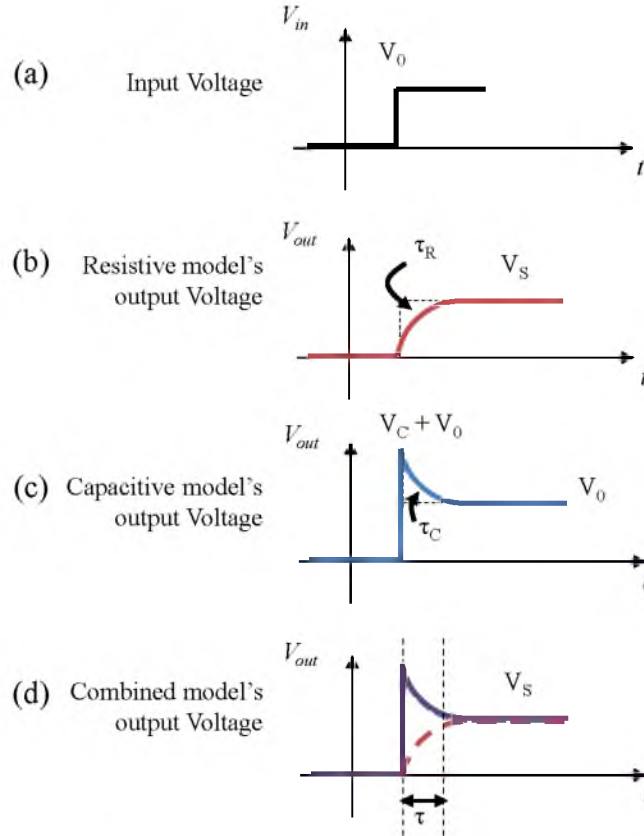 V_in
V_0
(a) Input Voltage
t
V_out
τ_R
(b) Resistive model's
output Voltage
V_S
V_C + V_0
V_out
(c) Capacitive model's
output Voltage
V_0
τ_C
V_out
(d) Combined model's
output Voltage
V_S
τ